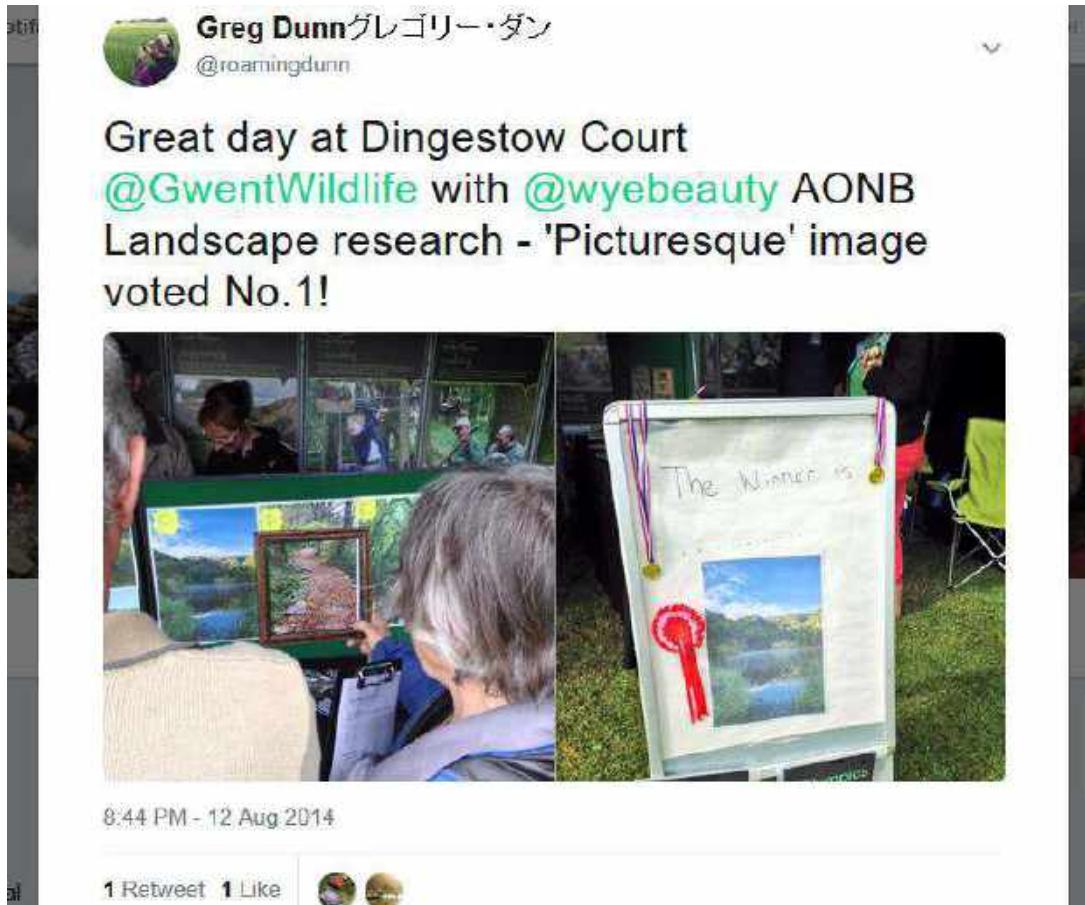 Greg Dunnグレゴリー・ダン
@roamingdunn
Great day at Dingestow Court
@GwentWildlife with @wyebeauty AONB
Landscape research - 'Picturesque' image
voted No.1!
The Winner is
8:44 PM - 12 Aug 2014
1 Retweet 1 Like